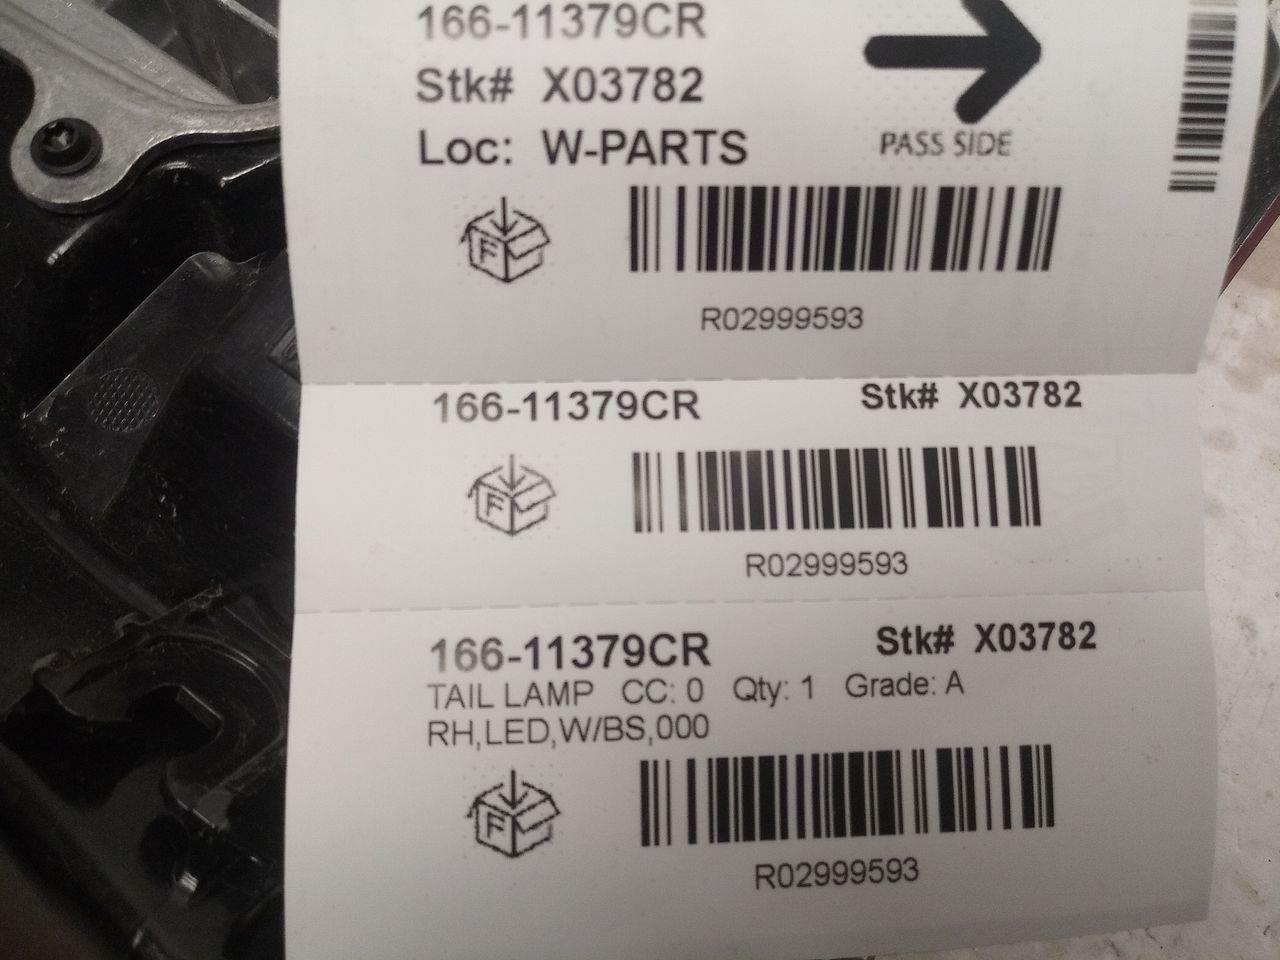 166-11379CR
Stk# X03782
Loc: W-PARTS
PASS SIDE
F
R02999593
166-11379CR Stk# X03782
F
R02999593
166-11379CR Stk# X03782
TAIL LAMP CC: 0 Qty: 1 Grade: A
RH,LED,W/BS,000
F
R02999593